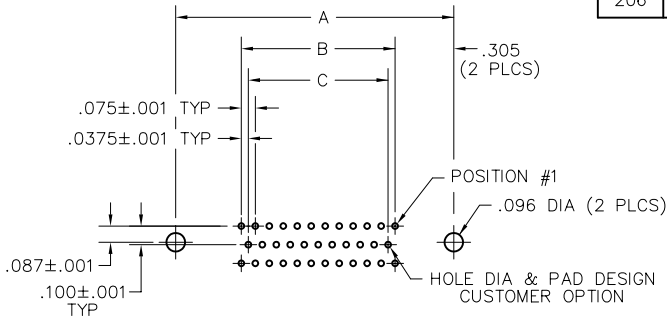 206
A
B
.305
(2 PLCS)
C
.075±.001 TYP
.0375±.001 TYP
POSITION #1
.096 DIA (2 PLCS)
.087±.001
.100±.001
TYP
HOLE DIA & PAD DESIGN
CUSTOMER OPTION